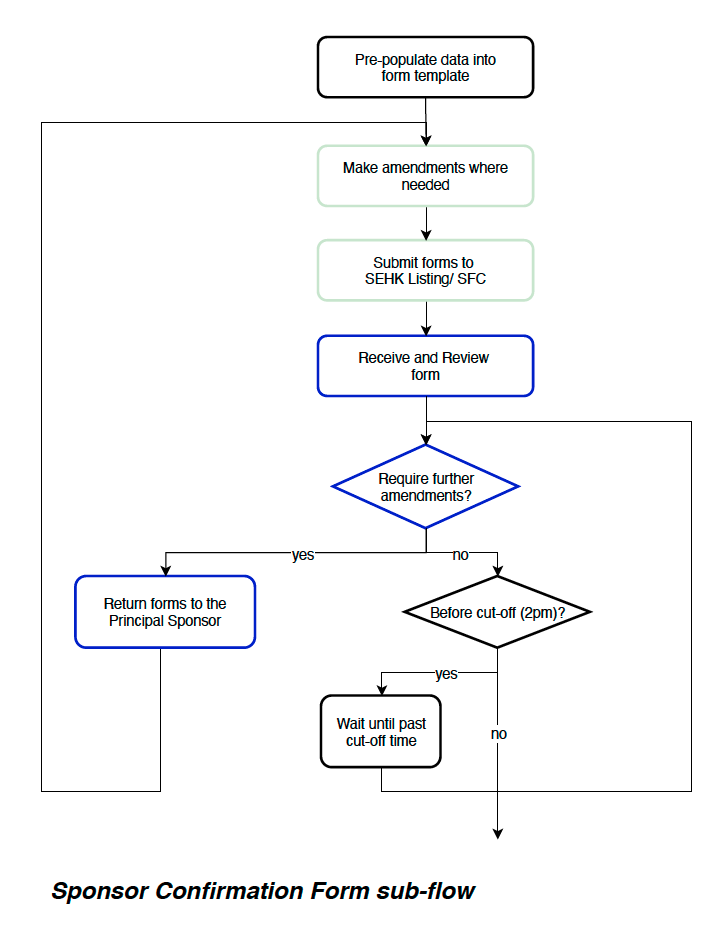 Pre-populate data into
form template
Make amendments where
needed
Submit forms to
SEHK Listing/ SFC
Receive and Review
form
Require further
amendments?
yes
no
Return forms to the
Principal Sponsor
Before cut-off (2pm)?
yes
Wait until past
cut-off time
no
Sponsor Confirmation Form sub-flow